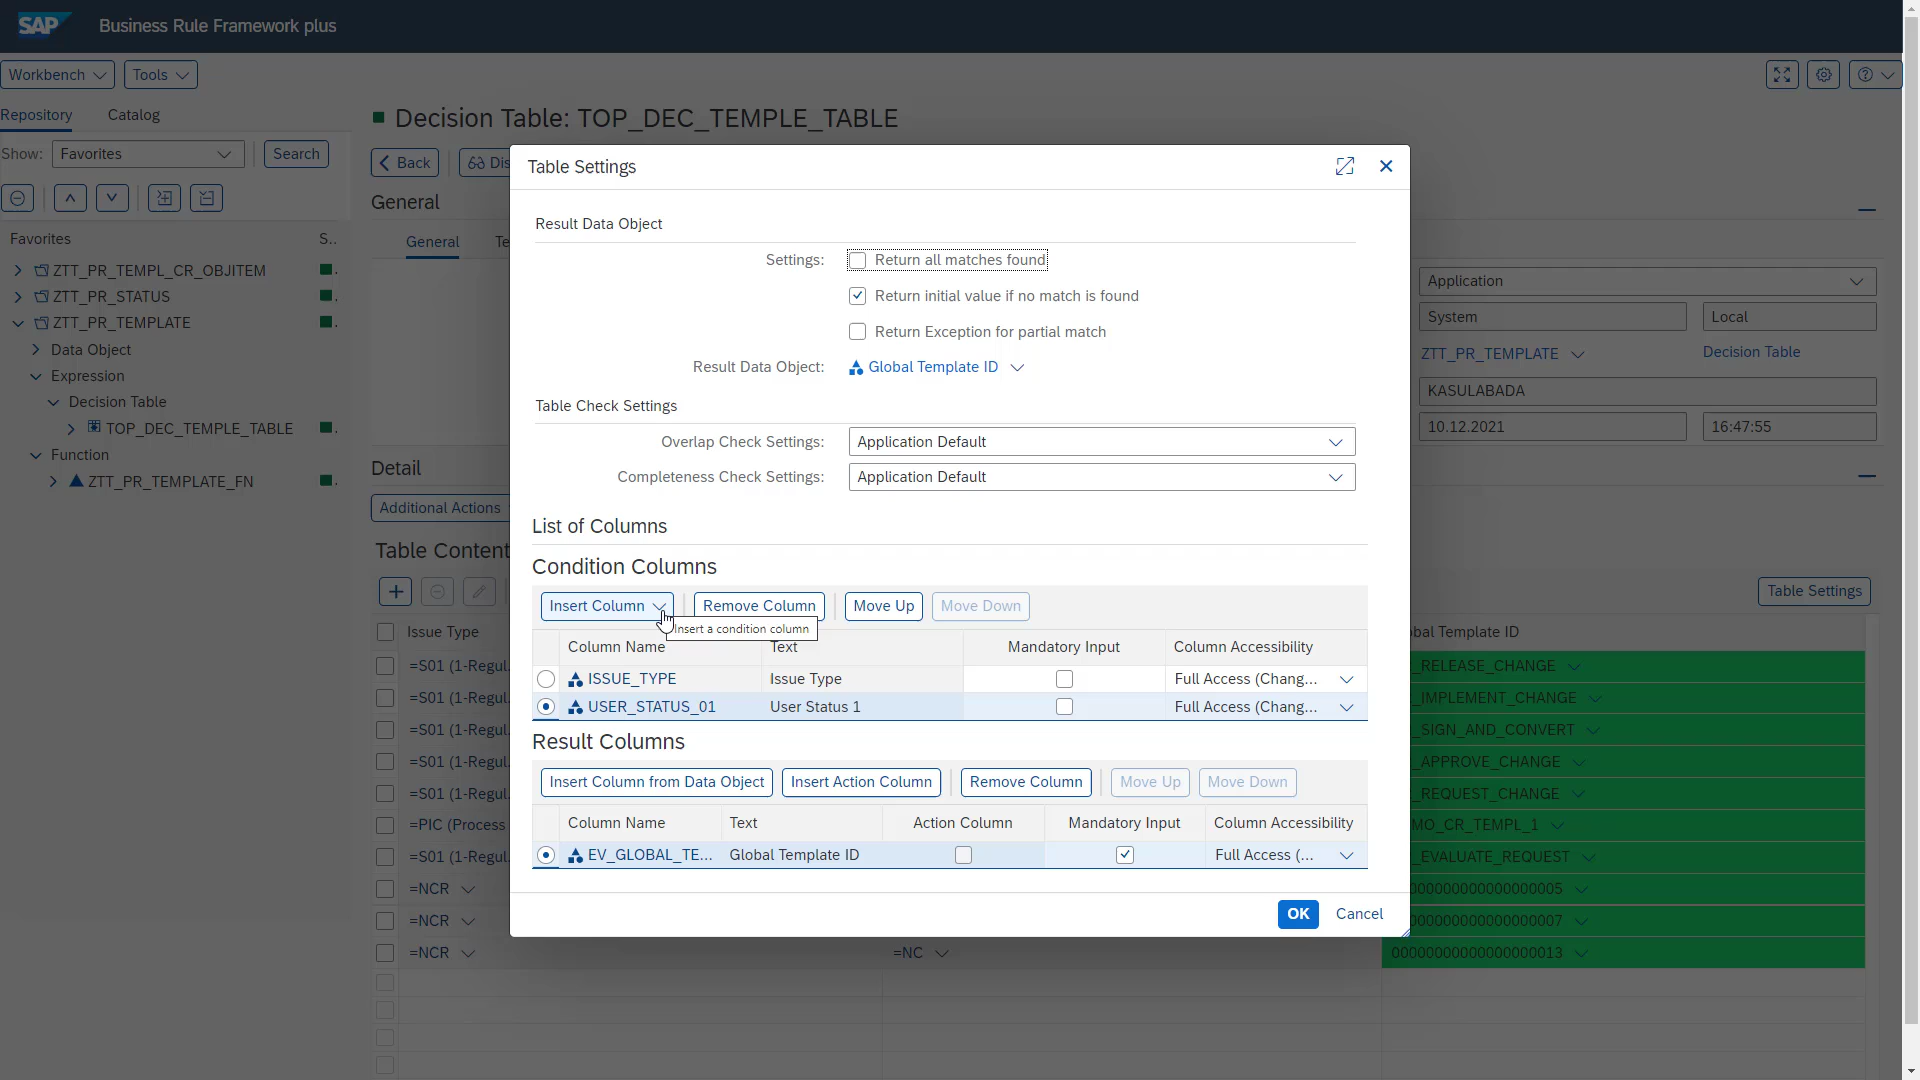 SAP Business Rule Framework plus
Workbench Tools
Repository Catalog
Show: Favorites Search
Favorites S..
ZTT_PR_TEMPL_CR_OBJITEM
ZTT_PR_STATUS
ZTT_PR_TEMPLATE
Data Object
Expression
Decision Table
TOP_DEC_TEMPLE_TABLE
Function
ZTT_PR_TEMPLATE_FN
Decision Table: TOP_DEC_TEMPLE_TABLE
Back Dis
General
General Te
Application
System Local
ZTT_PR_TEMPLATE Decision Table
KASULABADA
10.12.2021 16:47:55
Detail
Additional Actions
Table Content
Table Settings
Issue Type
=S01 (1-Regul.
=S01 (1-Regul.
=S01 (1-Regul.
=S01 (1-Regul.
=S01 (1-Regul.
=PIC (Process
=S01 (1-Regul.
=NCR
=NCR
=NCR =NC
bal Template ID
_RELEASE_CHANGE
_IMPLEMENT_CHANGE
_SIGN_AND_CONVERT
_APPROVE_CHANGE
_REQUEST_CHANGE
MO_CR_TEMPL_1
_EVALUATE_REQUEST
0000000000000000005
0000000000000000007
00000000000000000013
Table Settings
Result Data Object
Settings: Return all matches found
Return initial value if no match is found
Return Exception for partial match
Result Data Object: Global Template ID
Table Check Settings
Overlap Check Settings: Application Default
Completeness Check Settings: Application Default
List of Columns
Condition Columns
Insert Column Remove Column Move Up Move Down
Insert a condition column
Column Name Text Mandatory Input Column Accessibility
ISSUE_TYPE Issue Type Full Access (Chang...
USER_STATUS_01 User Status 1 Full Access (Chang...
Result Columns
Insert Column from Data Object Insert Action Column Remove Column Move Up Move Down
Column Name Text Action Column Mandatory Input Column Accessibility
EV_GLOBAL_TE... Global Template ID Full Access (...
OK Cancel